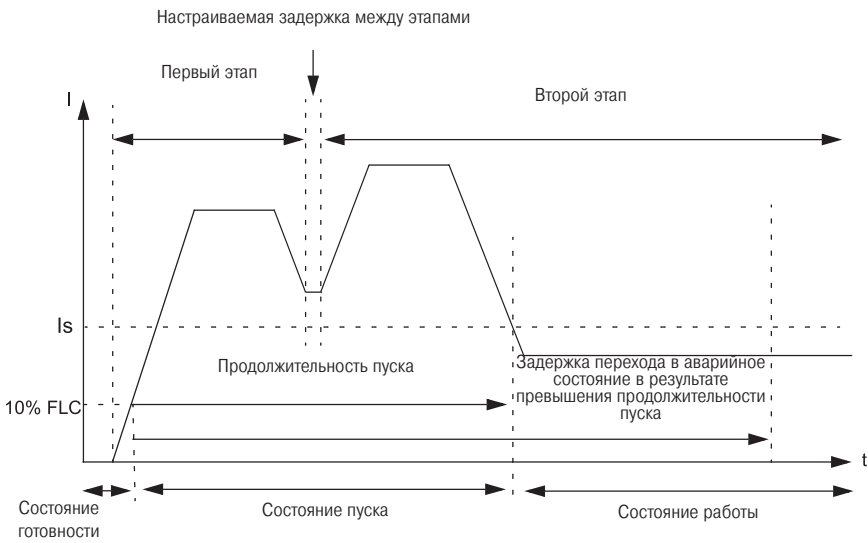 Настраиваемая задержка между этапами
Первый этап
Второй этап
I
Is
Продолжительность пуска
Задержка перехода в аварийное
состояние в результате
превышения продолжительности
пуска
10% FLC
t
Состояние
готовности
Состояние пуска
Состояние работы